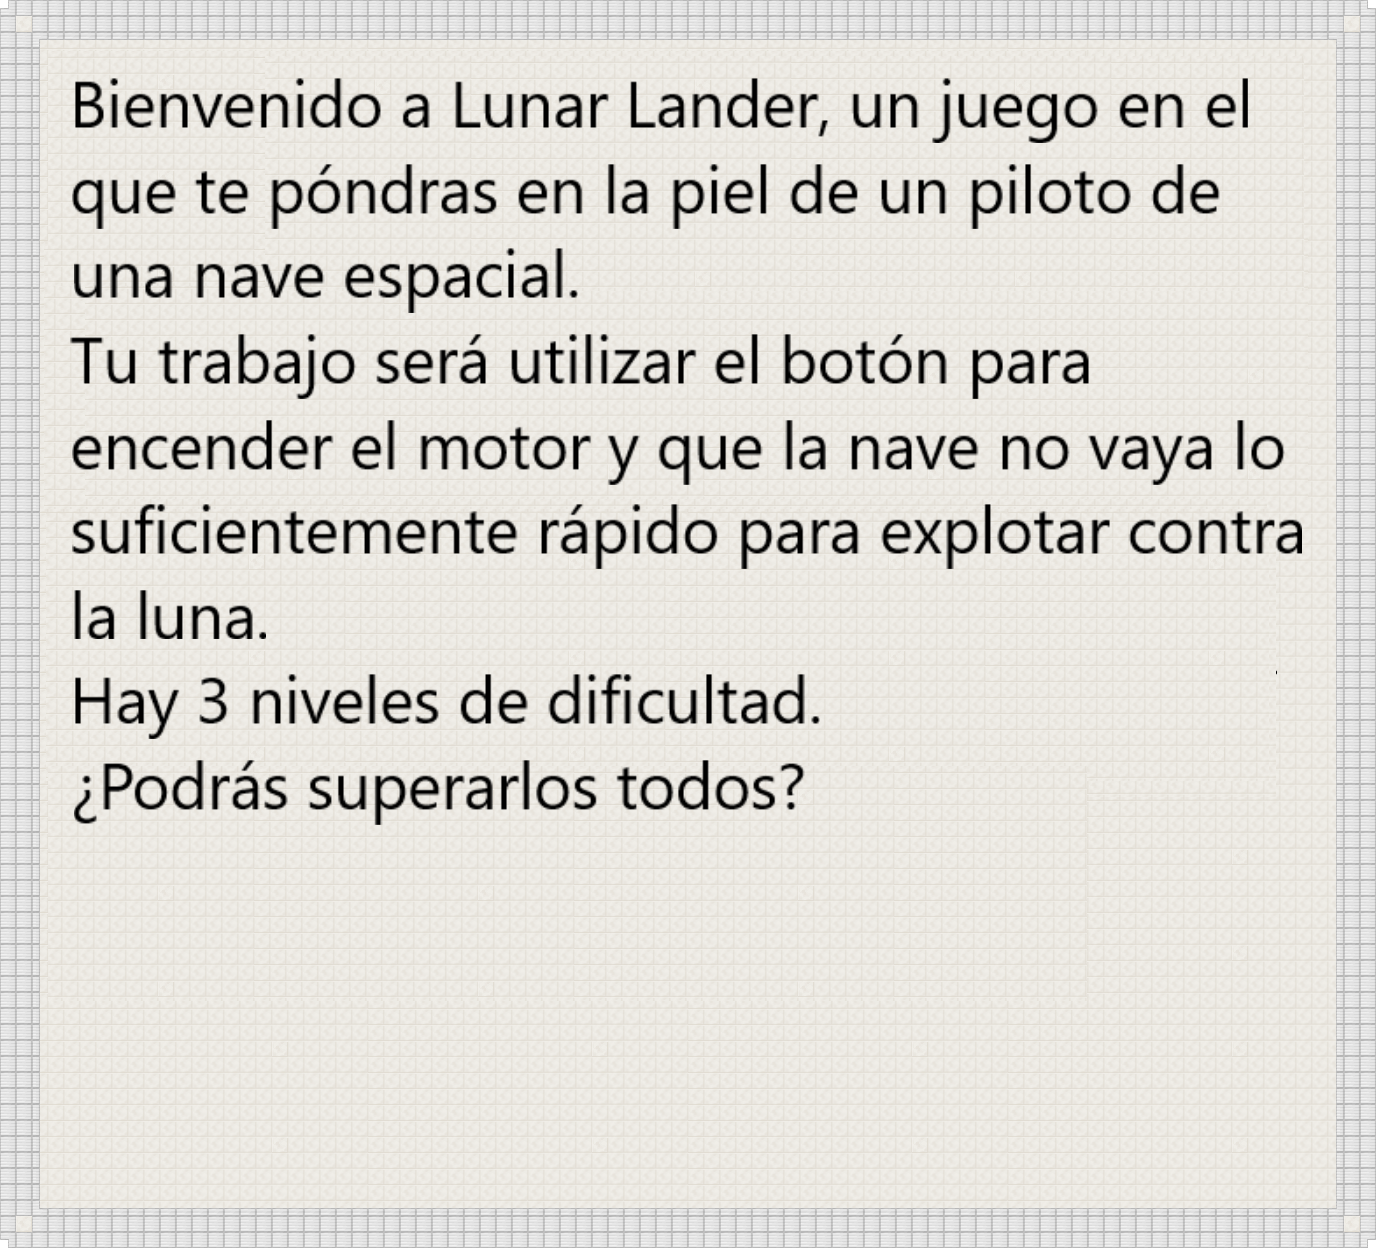 Bienvenido a Lunar Lander, un juego en el
que te póndras en la piel de un piloto de
una nave espacial.
Tu trabajo será utilizar el botón para
encender el motor y que la nave no vaya lo
suficientemente rápido para explotar contra
la luna.
Hay 3 niveles de dificultad.
¿Podrás superarlos todos?